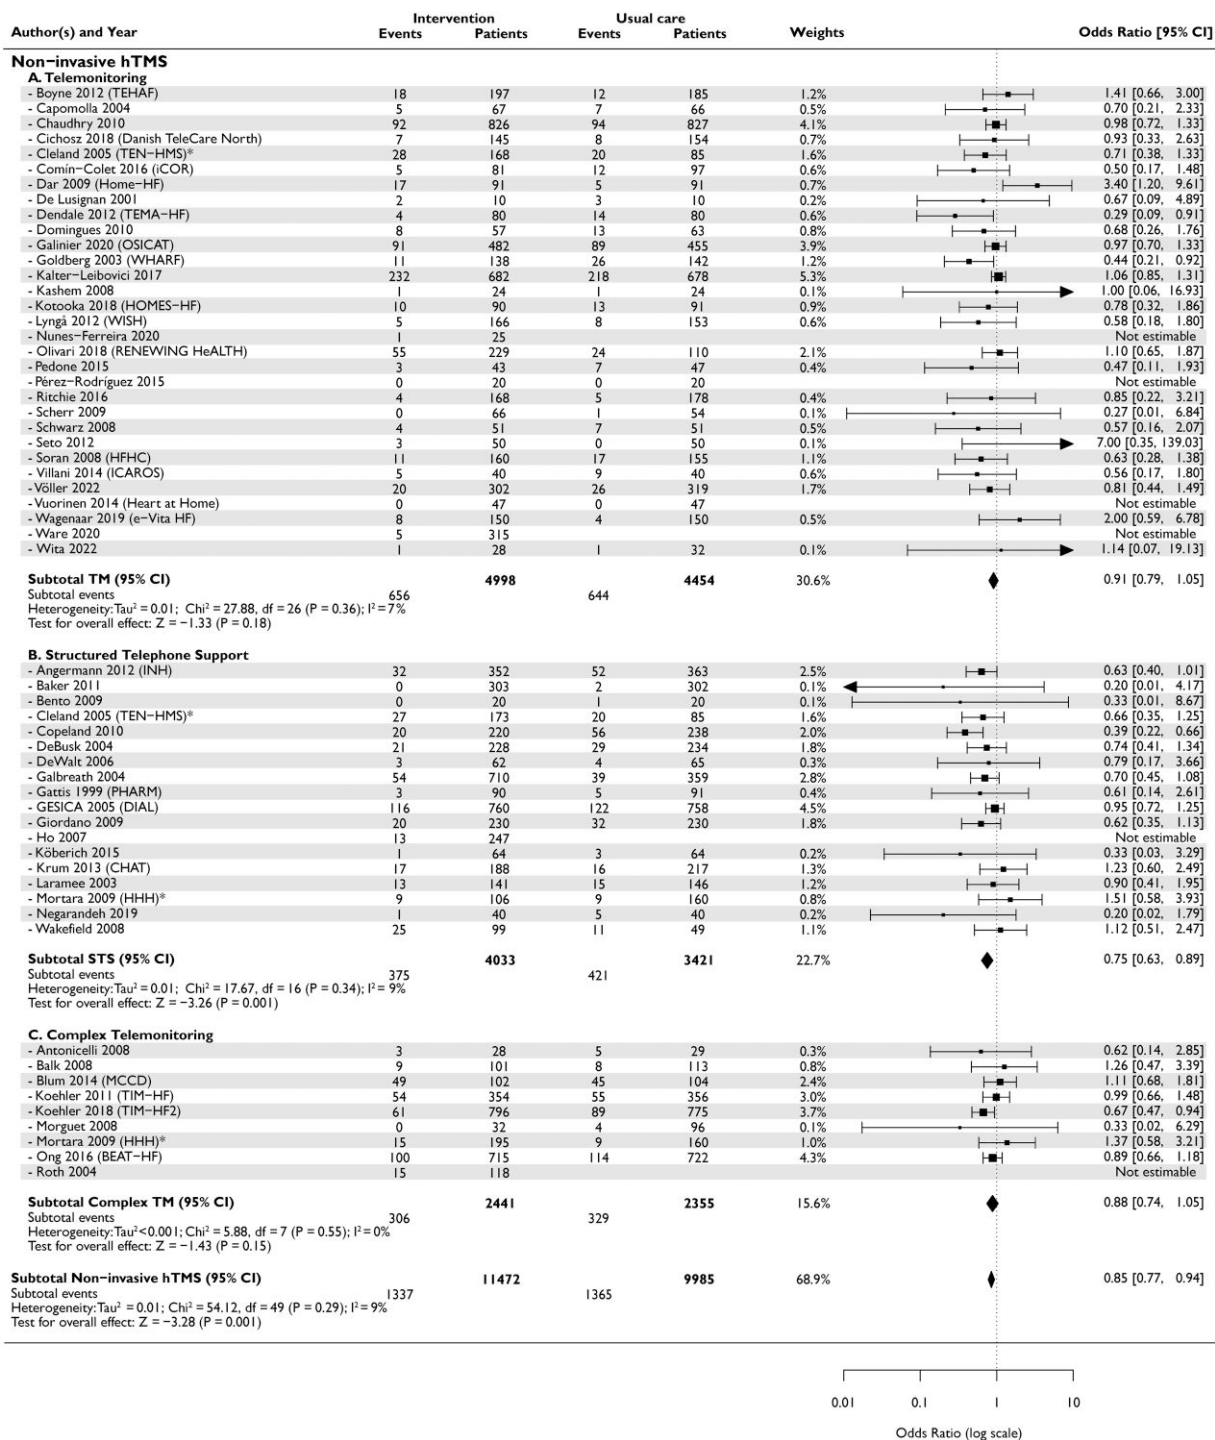 Intervention Usual care
Author(s) and Year Events Patients Events Patients Weights Odds Ratio [95% CI]
Non−invasive hTMS
A. Telemonitoring
- Boyne 2012 (TEHAF) 18 197 12 185 1.2% 1.41 [0.66, 3.00]
- Capomolla 2004 5 67 7 66 0.5% 0.70 [0.21, 2.33]
- Chaudhry 2010 92 826 94 827 4.1% 0.98 [0.72, 1.33]
- Cichosz 2018 (Danish TeleCare North) 7 145 8 154 0.7% 0.93 [0.33, 2.63]
- Cleland 2005 (TEN−HMS)* 28 168 20 85 1.6% 0.71 [0.38, 1.33]
- Comín−Colet 2016 (iCOR) 5 81 12 97 0.6% 0.50 [0.17, 1.48]
- Dar 2009 (Home−HF) 17 91 5 91 0.7% 3.40 [1.20, 9.61]
- De Lusignan 2001 2 10 3 10 0.2% 0.67 [0.09, 4.89]
- Dendale 2012 (TEMA−HF) 4 80 14 80 0.6% 0.29 [0.09, 0.91]
- Domingues 2010 8 57 13 63 0.8% 0.68 [0.26, 1.76]
- Galinier 2020 (OSICAT) 91 482 89 455 3.9% 0.97 [0.70, 1.33]
- Goldberg 2003 (WHARF) 11 138 26 142 1.2% 0.44 [0.21, 0.92]
- Kalter−Leibovici 2017 232 682 218 678 5.3% 1.06 [0.85, 1.31]
- Kashem 2008 1 24 1 24 0.1% 1.00 [0.06, 16.93]
- Kotooka 2018 (HOMES−HF) 10 90 13 91 0.9% 0.78 [0.32, 1.86]
- Lyngå 2012 (WISH) 5 166 8 153 0.6% 0.58 [0.18, 1.80]
- Nunes−Ferreira 2020 1 25 Not estimable
- Olivari 2018 (RENEWING HeALTH) 55 229 24 110 2.1% 1.10 [0.65, 1.87]
- Pedone 2015 3 43 7 47 0.4% 0.47 [0.11, 1.93]
- Pérez−Rodríguez 2015 0 20 0 20 Not estimable
- Ritchie 2016 4 168 5 178 0.4% 0.85 [0.22, 3.21]
- Scherr 2009 0 66 1 54 0.1% 0.27 [0.01, 6.84]
- Schwarz 2008 4 51 7 51 0.5% 0.57 [0.16, 2.07]
- Seto 2012 3 50 0 50 0.1% 7.00 [0.35, 139.03]
- Soran 2008 (HFHC) 11 160 17 155 1.1% 0.63 [0.28, 1.38]
- Villani 2014 (ICAROS) 5 40 9 40 0.6% 0.56 [0.17, 1.80]
- Völler 2022 20 302 26 319 1.7% 0.81 [0.44, 1.49]
- Vuorinen 2014 (Heart at Home) 0 47 0 47 Not estimable
- Wagenaar 2019 (e−Vita HF) 8 150 4 150 0.5% 2.00 [0.59, 6.78]
- Ware 2020 5 315 Not estimable
- Wita 2022 1 28 1 32 0.1% 1.14 [0.07, 19.13]
Subtotal TM (95% CI) 4998 4454 30.6% 0.91 [0.79, 1.05]
Subtotal events 656 644
Heterogeneity: Tau² = 0.01; Chi² = 27.88, df = 26 (P = 0.36); I² = 7%
Test for overall effect: Z = −1.33 (P = 0.18)
B. Structured Telephone Support
- Angermann 2012 (INH) 32 352 52 363 2.5% 0.63 [0.40, 1.01]
- Baker 2011 0 303 2 302 0.1% 0.20 [0.01, 4.17]
- Bento 2009 0 20 1 20 0.1% 0.33 [0.01, 8.67]
- Cleland 2005 (TEN−HMS)* 27 173 20 85 1.6% 0.66 [0.35, 1.25]
- Copeland 2010 20 220 56 238 2.0% 0.39 [0.22, 0.66]
- DeBusk 2004 21 228 29 234 1.8% 0.74 [0.41, 1.34]
- DeWalt 2006 3 62 4 65 0.3% 0.79 [0.17, 3.66]
- Galbreath 2004 54 710 39 359 2.8% 0.70 [0.45, 1.08]
- Gattis 1999 (PHARM) 3 90 5 91 0.4% 0.61 [0.14, 2.61]
- GESICA 2005 (DIAL) 116 760 122 758 4.5% 0.95 [0.72, 1.25]
- Giordano 2009 20 230 32 230 1.8% 0.62 [0.35, 1.13]
- Ho 2007 13 247 Not estimable
- Köberich 2015 1 64 3 64 0.2% 0.33 [0.03, 3.29]
- Krum 2013 (CHAT) 17 188 16 217 1.3% 1.23 [0.60, 2.49]
- Laramee 2003 13 141 15 146 1.2% 0.90 [0.41, 1.95]
- Mortara 2009 (HHH)* 9 106 9 160 0.8% 1.51 [0.58, 3.93]
- Negarandeh 2019 1 40 5 40 0.2% 0.20 [0.02, 1.79]
- Wakefield 2008 25 99 11 49 1.1% 1.12 [0.51, 2.47]
Subtotal STS (95% CI) 4033 3421 22.7% 0.75 [0.63, 0.89]
Subtotal events 375 421
Heterogeneity: Tau² = 0.01; Chi² = 17.67, df = 16 (P = 0.34); I² = 9%
Test for overall effect: Z = −3.26 (P = 0.001)
C. Complex Telemonitoring
- Antonicelli 2008 3 28 5 29 0.3% 0.62 [0.14, 2.85]
- Balk 2008 9 101 8 113 0.8% 1.26 [0.47, 3.39]
- Blum 2014 (MCCD) 49 102 45 104 2.4% 1.11 [0.68, 1.81]
- Koehler 2011 (TIM−HF) 54 354 55 356 3.0% 0.99 [0.66, 1.48]
- Koehler 2018 (TIM−HF2) 61 796 89 775 3.7% 0.67 [0.47, 0.94]
- Morguet 2008 0 32 4 96 0.1% 0.33 [0.02, 6.29]
- Mortara 2009 (HHH)* 15 195 9 160 1.0% 1.37 [0.58, 3.21]
- Ong 2016 (BEAT−HF) 100 715 114 722 4.3% 0.89 [0.66, 1.18]
- Roth 2004 15 118 Not estimable
Subtotal Complex TM (95% CI) 2441 2355 15.6% 0.88 [0.74, 1.05]
Subtotal events 306 329
Heterogeneity: Tau²<0.001; Chi² = 5.88, df = 7 (P = 0.55); I² = 0%
Test for overall effect: Z = −1.43 (P = 0.15)
Subtotal Non−invasive hTMS (95% CI) 11472 9985 68.9% 0.85 [0.77, 0.94]
Subtotal events 1337 1365
Heterogeneity: Tau² = 0.01; Chi² = 54.12, df = 49 (P = 0.29); I² = 9%
Test for overall effect: Z = −3.28 (P = 0.001)
0.01 0.1 1 10
Odds Ratio (log scale)